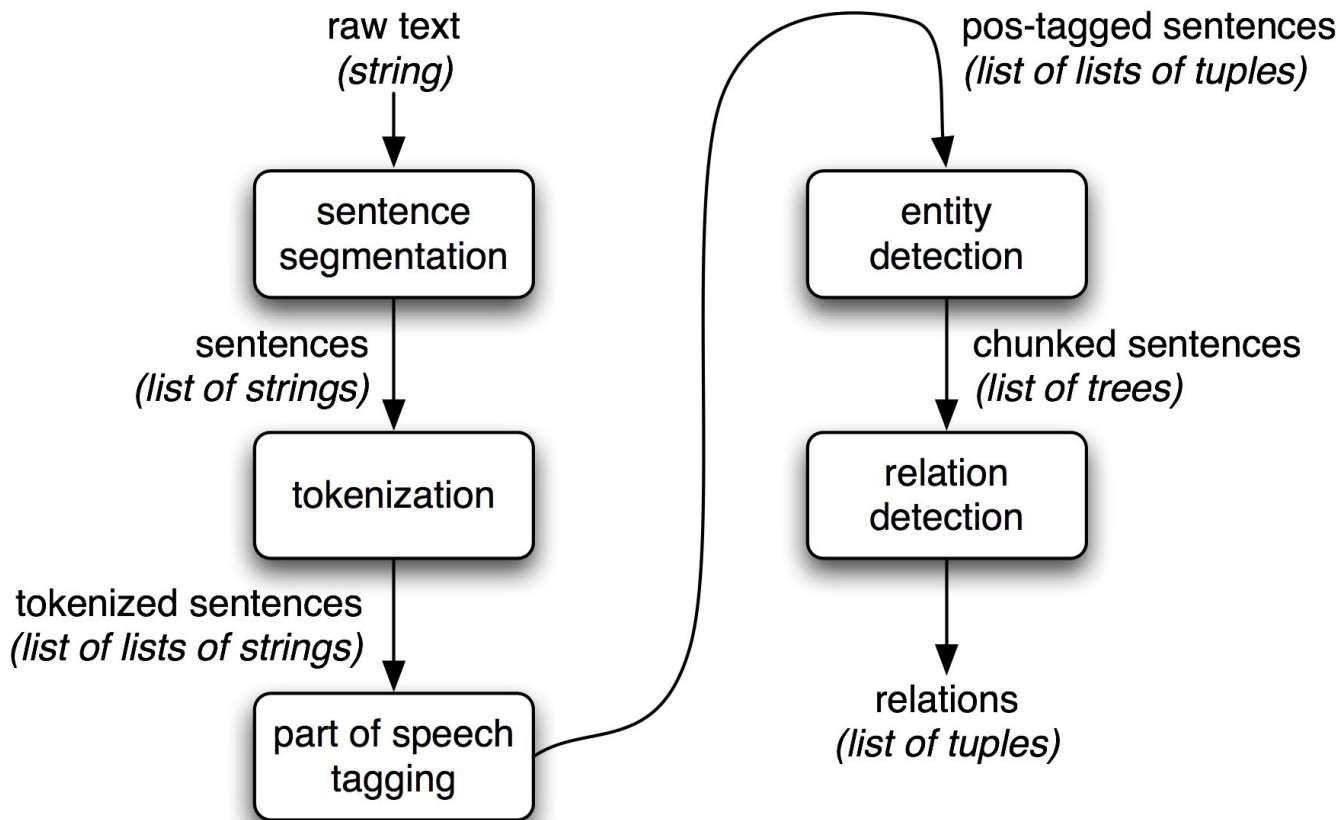 raw text
(string)
sentence
segmentation
sentences
(list of strings)
tokenization
tokenized sentences
(list of lists of strings)
part of speech
tagging
pos-tagged sentences
(list of lists of tuples)
entity
detection
chunked sentences
(list of trees)
relation
detection
relations
(list of tuples)